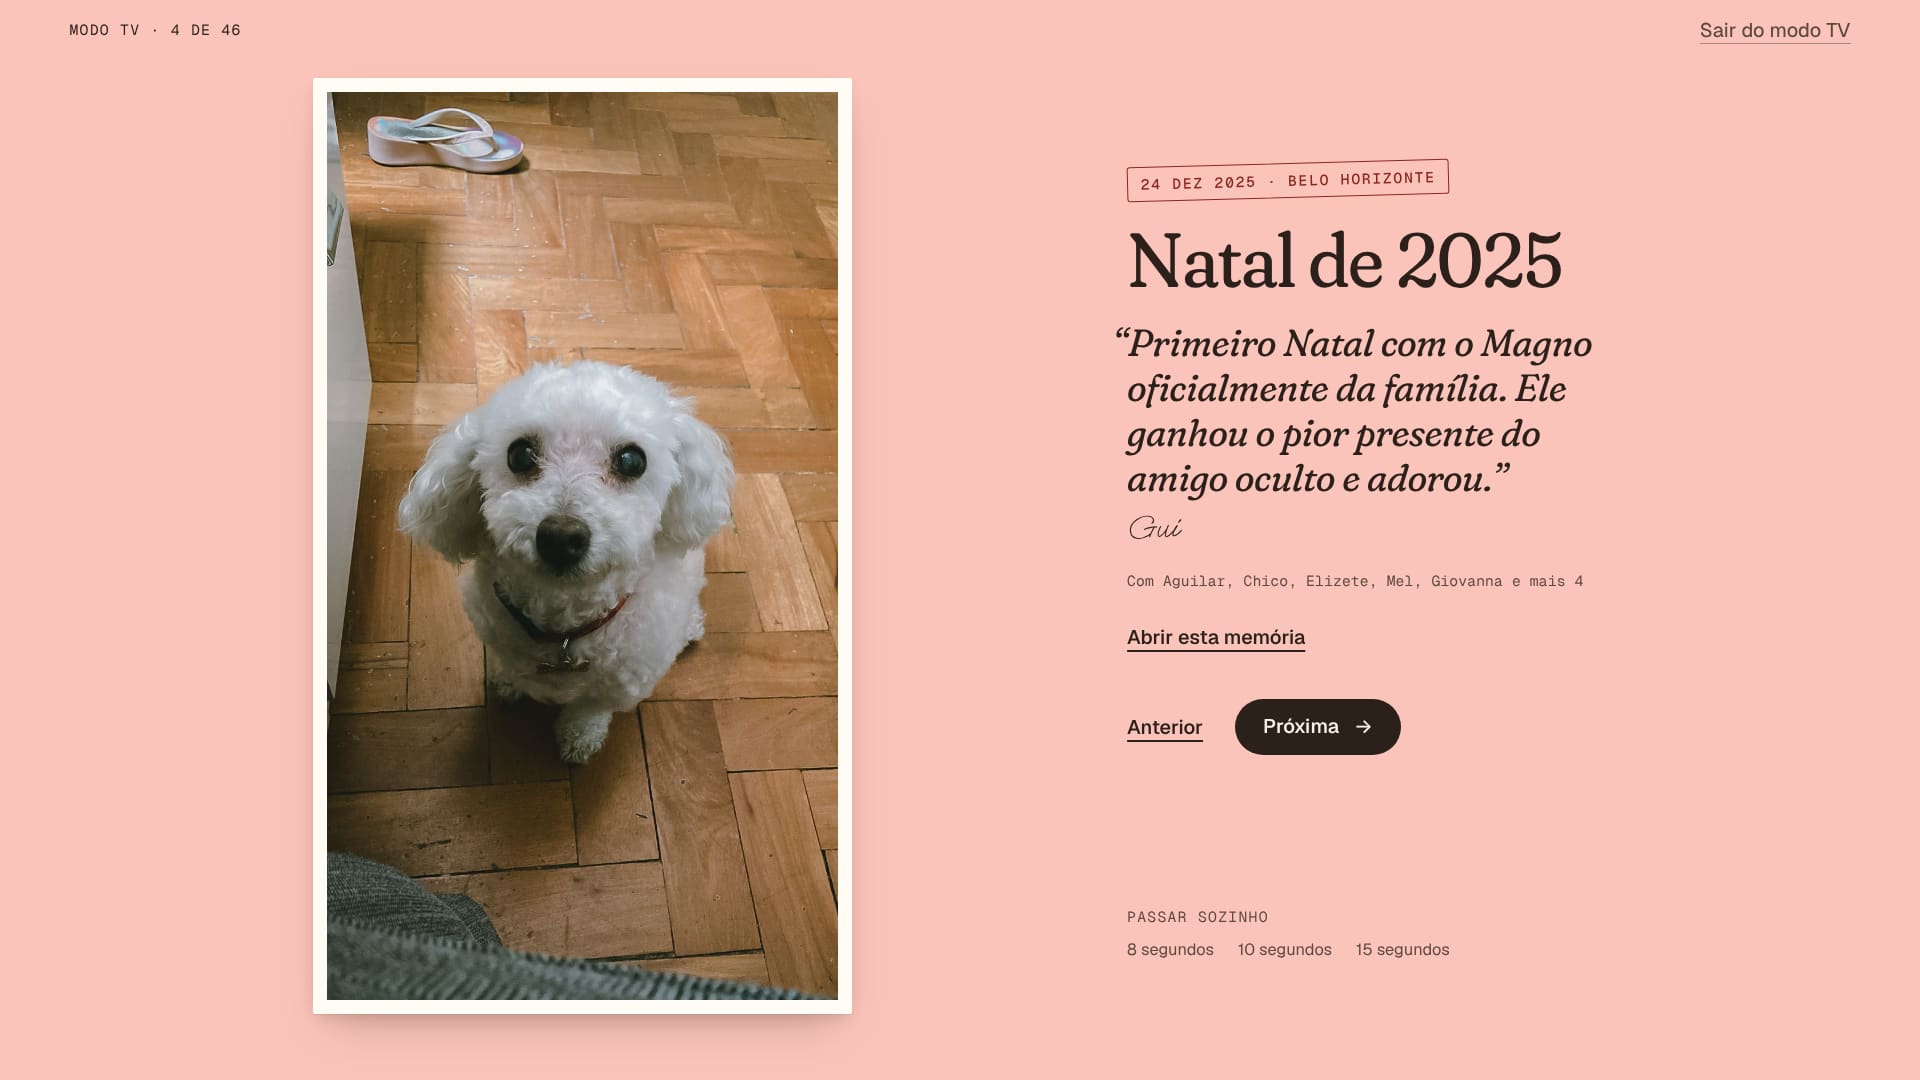 MODO TV · 4 DE 46
Sair do modo TV
24 DEZ 2025 · BELO HORIZONTE
Natal de 2025
“Primeiro Natal com o Magno
oficialmente da família. Ele
ganhou o pior presente do
amigo oculto e adorou.”
Gui
Com Aguilar, Chico, Elizete, Mel, Giovanna e mais 4
Abrir esta memória
Anterior
Próxima →
PASSAR SOZINHO
8 segundos 10 segundos 15 segundos